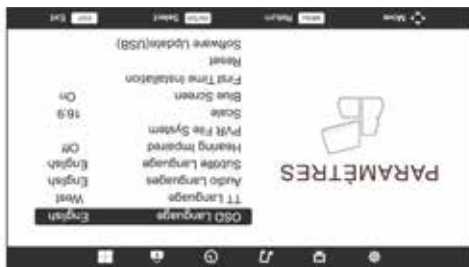 PARAMÈTRES
OSD Language English
TT Language West
Audio Languages English
Subtitle Language English
Hearing Impaired Off
PVR File System
Scale 16:9
Blue Screen On
First Time Installation
Reset
Software Update(USB)
Move
MENU Return
ENTER Select
EXIT Exit